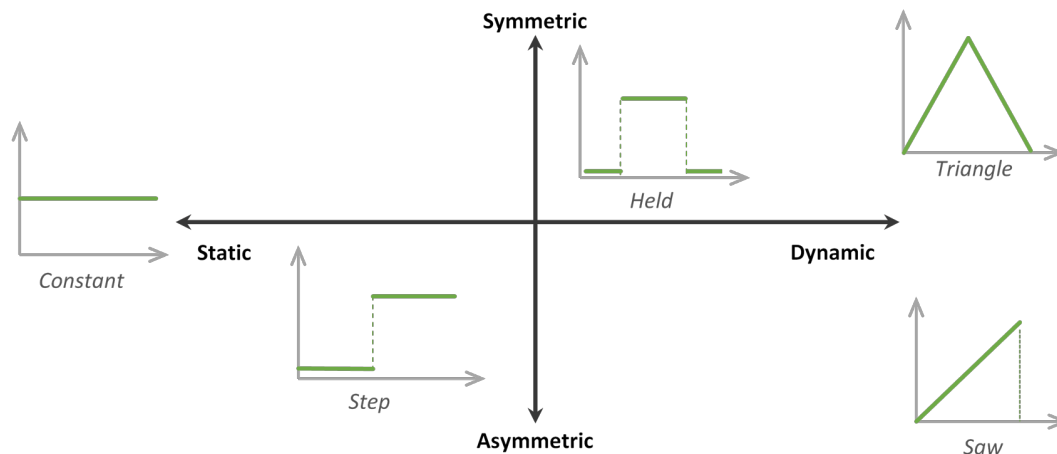 Symmetric
Triangle
Held
Static
Dynamic
Constant
Step
Asymmetric
Saw